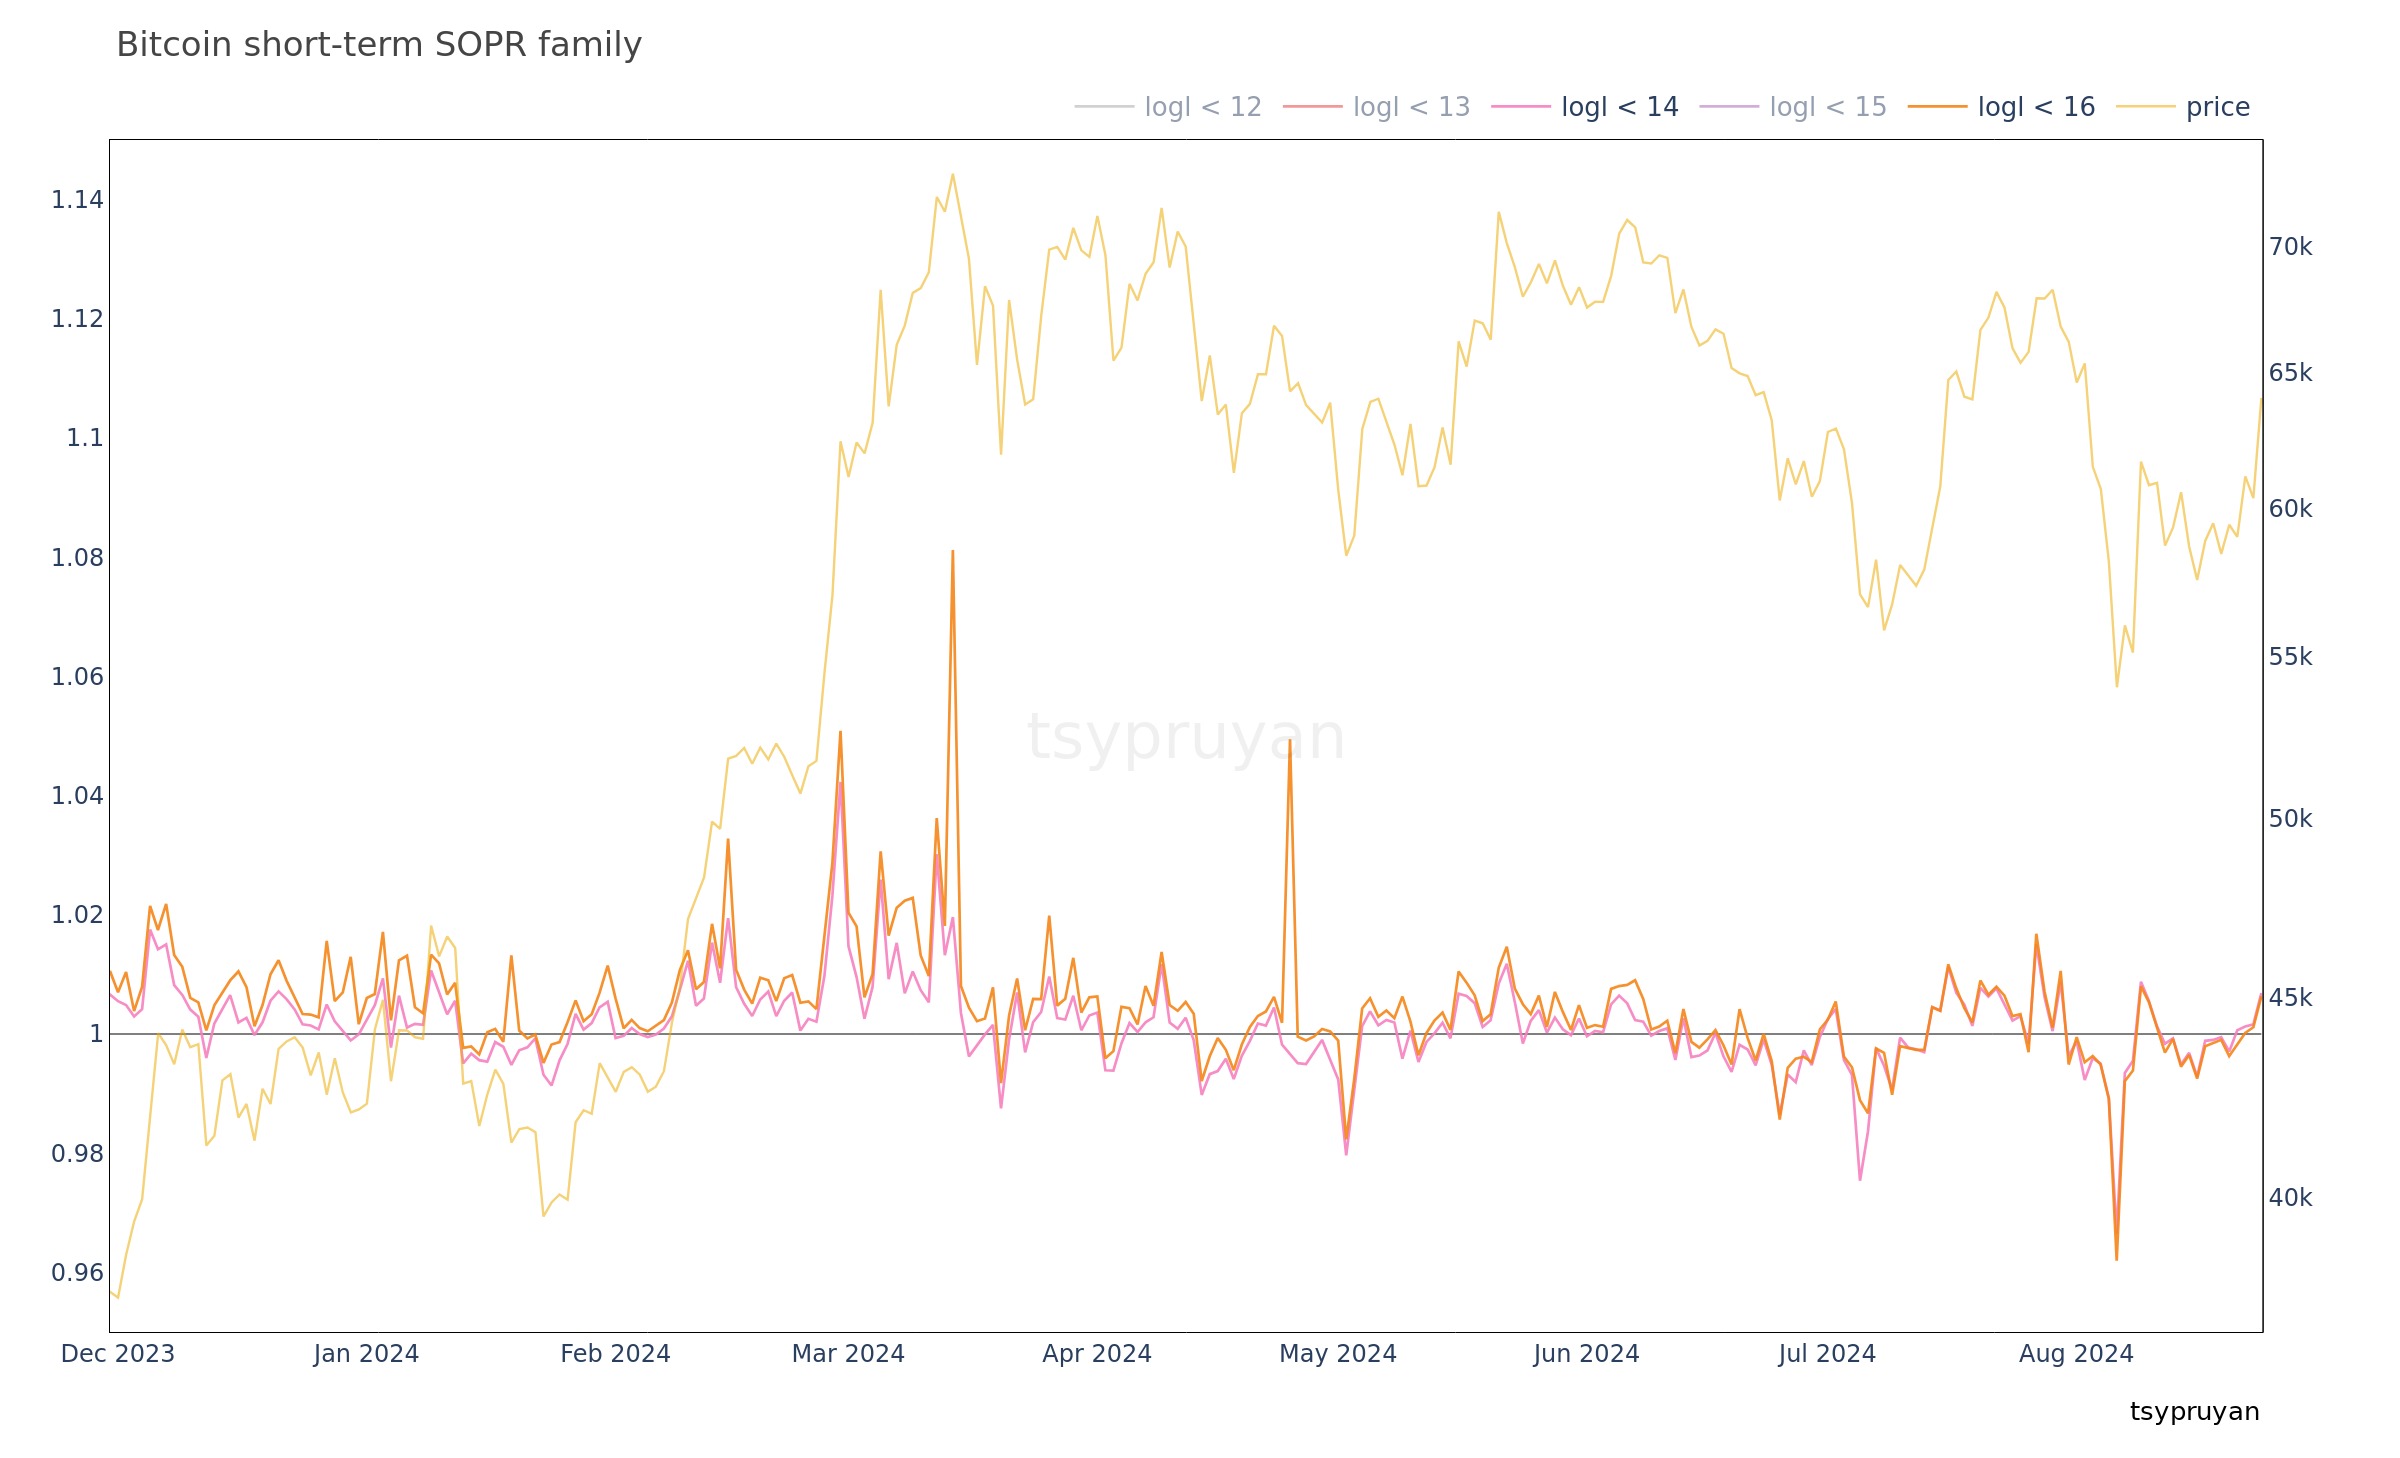 Bitcoin short-term SOPR family
logl < 12 logl < 13 logl < 14 logl < 15 logl < 16 price
1.14
1.12
1.1
1.08
1.06
1.04
1.02
1
0.98
0.96
70k
65k
60k
55k
50k
45k
40k
tsypruyan
Dec 2023 Jan 2024 Feb 2024 Mar 2024 Apr 2024 May 2024 Jun 2024 Jul 2024 Aug 2024
tsypruyan